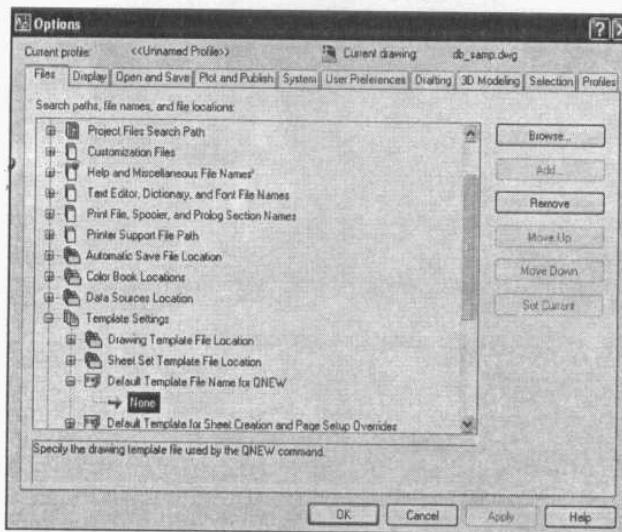 Options
Current profile: <<Unnamed Profile>> Current drawing: db_samp.dwg
Files Display Open and Save Plot and Publish System User Preferences Drafting 3D Modeling Selection Profiles
Search paths, file names, and file locations:
Project Files Search Path
Customization Files
Help and Miscellaneous File Names
Text Editor, Dictionary, and Font File Names
Print File, Spooler, and Prolog Section Names
Printer Support File Path
Automatic Save File Location
Color Book Locations
Data Sources Location
Template Settings
Drawing Template File Location
Sheet Set Template File Location
Default Template File Name for QNEW
None
Default Template for Sheet Creation and Page Setup Overrides
Browse...
Add...
Remove
Move Up
Move Down
Set Current
Specify the drawing template file used by the QNEW command.
OK Cancel Apply Help